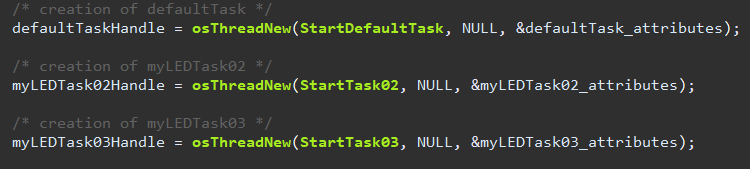 /* creation of defaultTask */
defaultTaskHandle = osThreadNew(StartDefaultTask, NULL, &defaultTask_attributes);
/* creation of myLEDTask02 */
myLEDTask02Handle = osThreadNew(StartTask02, NULL, &myLEDTask02_attributes);
/* creation of myLEDTask03 */
myLEDTask03Handle = osThreadNew(StartTask03, NULL, &myLEDTask03_attributes);